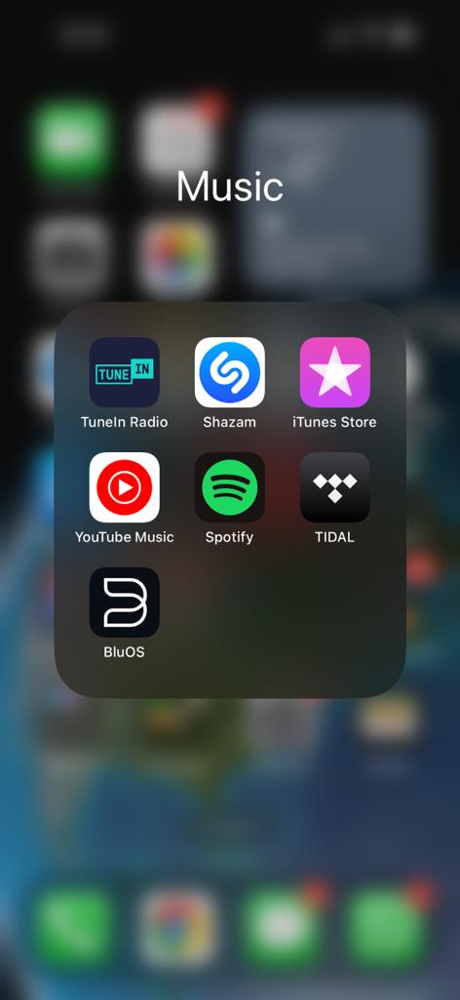 Music
TUNE IN
TuneIn Radio
Shazam
iTunes Store
YouTube Music
Spotify
TIDAL
BluOS